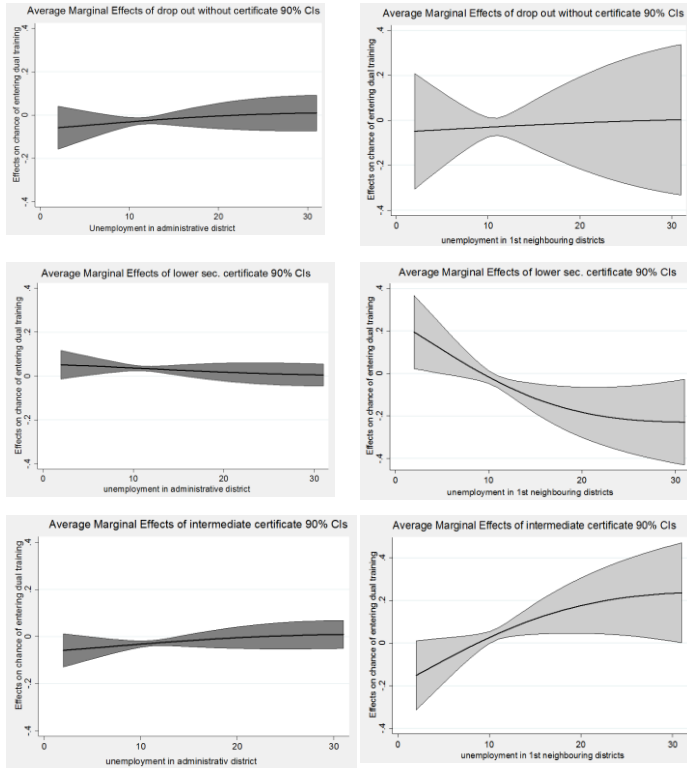 Average Marginal Effects of drop out without certificate 90% CIs
Effects on chance of entering dual training
.4
.2
0
-.2
-.4
0 10 20 30
Unemployment in administrative district
Average Marginal Effects of drop out without certificate 90% CIs
Effects on chance of entering dual training
.4
.2
0
-.2
-.4
0 10 20 30
unemployment in 1st neighbouring districts
Average Marginal Effects of lower sec. certificate 90% CIs
Effects on chance of entering dual training
.4
.2
0
-.2
-.4
0 10 20 30
unemployment in administrative district
Average Marginal Effects of lower sec. certificate 90% CIs
Effects on chance of entering dual training
.4
.2
0
-.2
-.4
0 10 20 30
unemployment in 1st neighbouring districts
Average Marginal Effects of intermediate certificate 90% CIs
Effects on chance of entering dual training
.4
.2
0
-.2
-.4
0 10 20 30
unemployment in administrativ district
Average Marginal Effects of intermediate certificate 90% CIs
Effects on chance of entering dual training
.4
.2
0
-.2
-.4
0 10 20 30
unemployment in 1st neighbouring districts